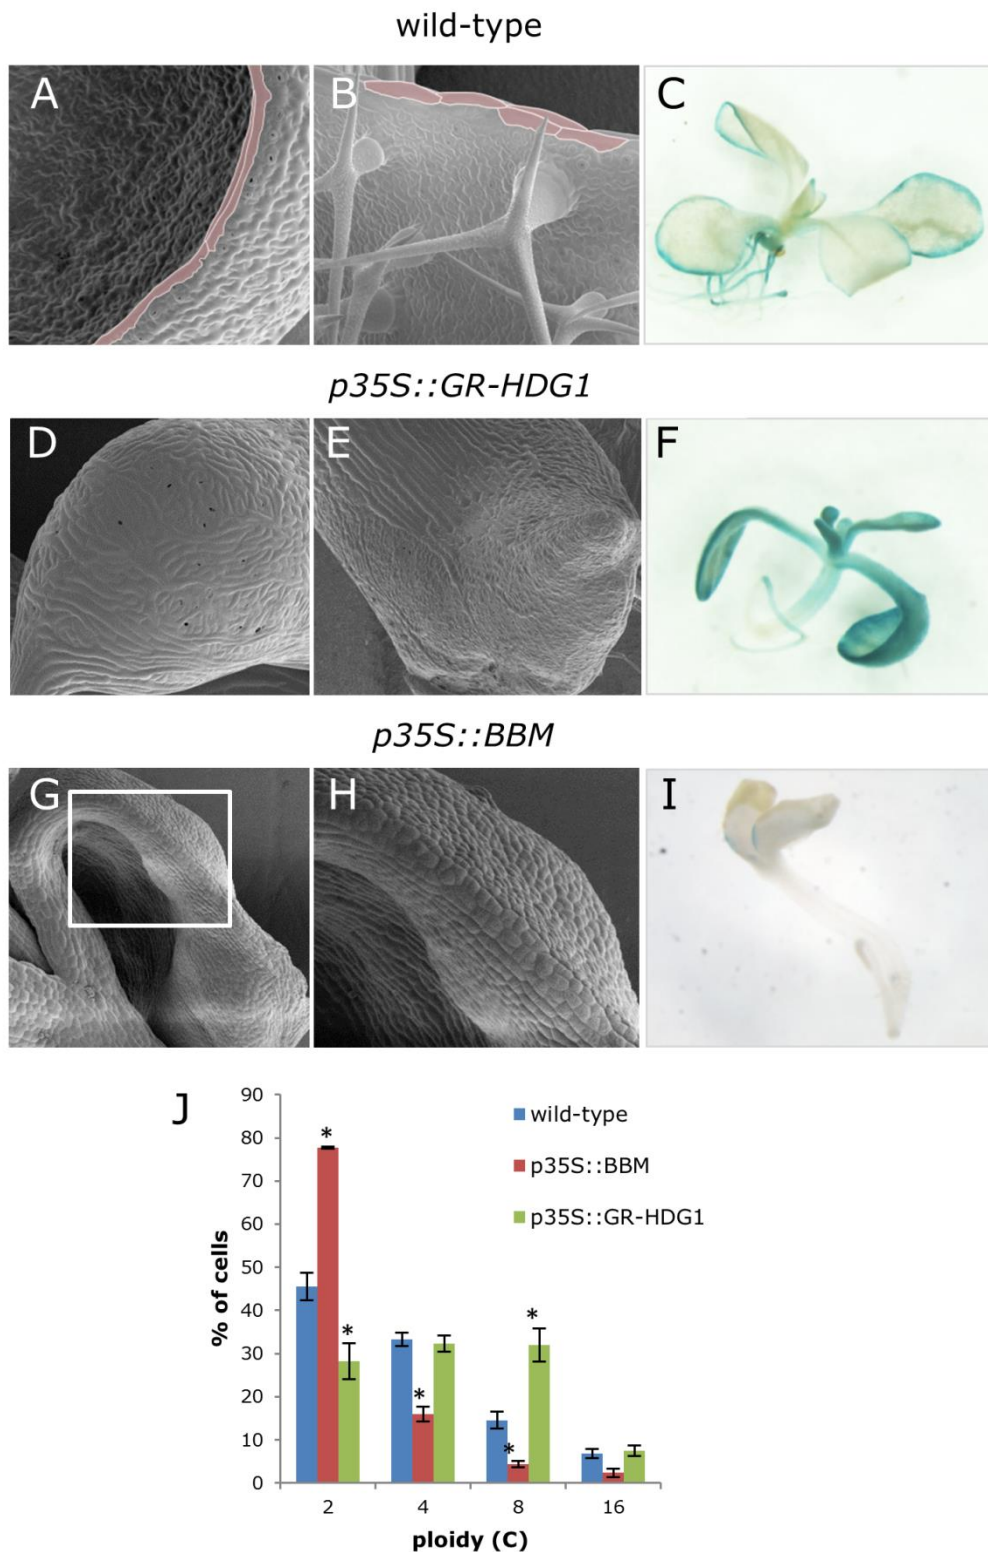 wild-type
A
B
C
p35S::GR-HDG1
D
E
F
p35S::BBM
G
H
I
J
90
80
70
60
50
40
30
20
10
0
% of cells
*
*
*
*
*
wild-type
p35S::BBM
p35S::GR-HDG1
2
4
8
16
ploidy (C)